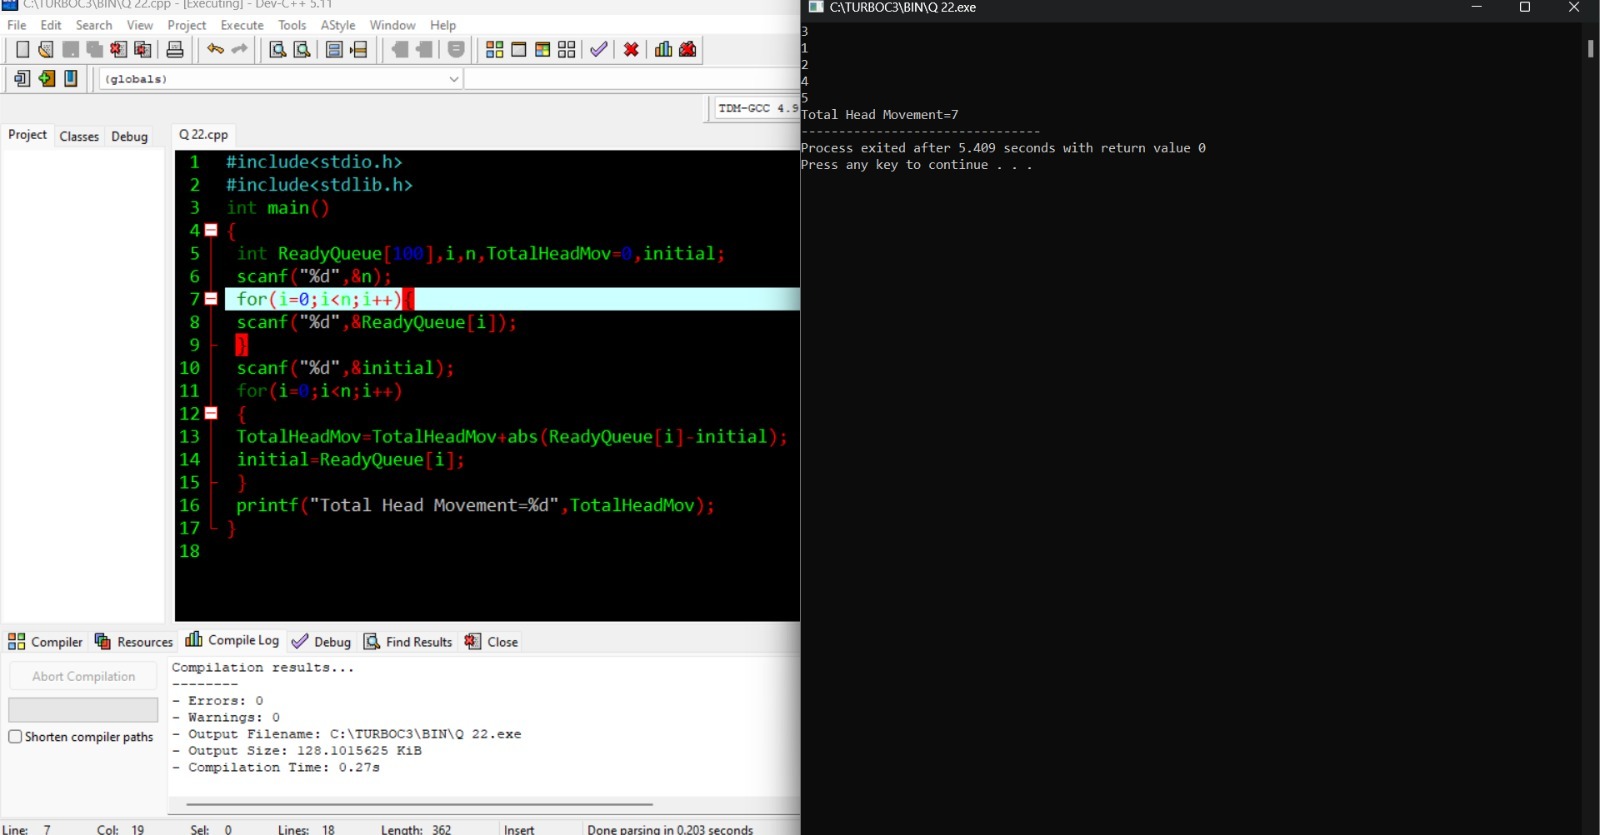 C:\TURBOC3\BIN\Q 22.cpp - [Executing] - Dev-C++ 5.11
File Edit Search View Project Execute Tools AStyle Window Help
(globals)
TDM-GCC 4.9
Project Classes Debug
Q 22.cpp
1 #include<stdio.h>
2 #include<stdlib.h>
3 int main()
4 {
5 int ReadyQueue[100],i,n,TotalHeadMov=0,initial;
6 scanf("%d",&n);
7 for(i=0;i<n;i++){
8 scanf("%d",&ReadyQueue[i]);
9 }
10 scanf("%d",&initial);
11 for(i=0;i<n;i++)
12 {
13 TotalHeadMov=TotalHeadMov+abs(ReadyQueue[i]-initial);
14 initial=ReadyQueue[i];
15 }
16 printf("Total Head Movement=%d",TotalHeadMov);
17 }
18
Compiler Resources Compile Log Debug Find Results Close
Abort Compilation
Shorten compiler paths
Compilation results...
--------
- Errors: 0
- Warnings: 0
- Output Filename: C:\TURBOC3\BIN\Q 22.exe
- Output Size: 128.1015625 KiB
- Compilation Time: 0.27s
Line: 7 Col: 19 Sel: 0 Lines: 18 Length: 362 Insert Done parsing in 0.203 seconds
C:\TURBOC3\BIN\Q 22.exe
3
1
2
4
5
Total Head Movement=7
--------------------------------
Process exited after 5.409 seconds with return value 0
Press any key to continue . . .